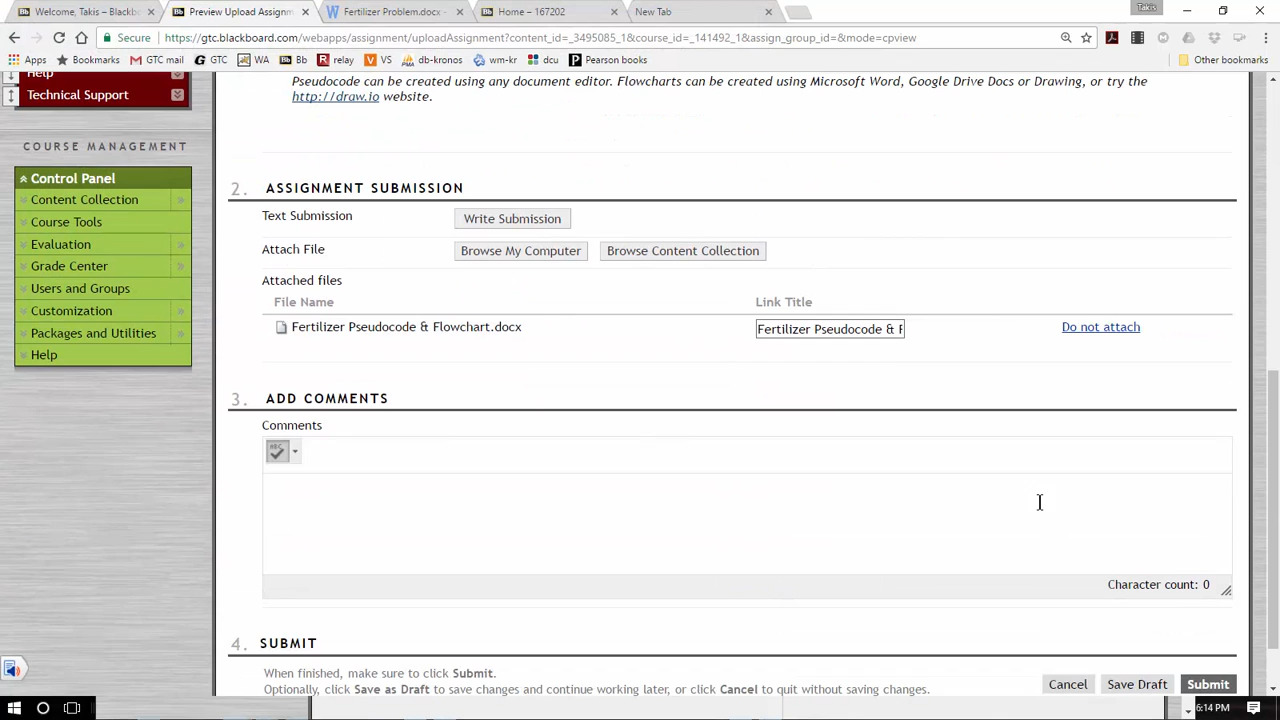 Welcome, Takis – Blackb
Preview Upload Assignm
Fertilizer Problem.docx -
Home – 167202
New Tab
Takis
Secure
https://gtc.blackboard.com/webapps/assignment/uploadAssignment?content_id=_3495085_1&course_id=_141492_1&assign_group_id=&mode=cpview
Apps
Bookmarks
GTC mail
GTC
WA
Bb
relay
VS
db-kronos
wm-kr
dcu
Pearson books
Other bookmarks
Help
Technical Support
COURSE MANAGEMENT
Control Panel
Content Collection
Course Tools
Evaluation
Grade Center
Users and Groups
Customization
Packages and Utilities
Help
Pseudocode can be created using any document editor. Flowcharts can be created using Microsoft Word, Google Drive Docs or Drawing, or try the
http://draw.io website.
2. ASSIGNMENT SUBMISSION
Text Submission
Write Submission
Attach File
Browse My Computer
Browse Content Collection
Attached files
File Name
Link Title
Fertilizer Pseudocode & Flowchart.docx
Fertilizer Pseudocode & F
Do not attach
3. ADD COMMENTS
Comments
ABC
Character count: 0
4. SUBMIT
When finished, make sure to click Submit.
Optionally, click Save as Draft to save changes and continue working later, or click Cancel to quit without saving changes.
Cancel
Save Draft
Submit
6:14 PM